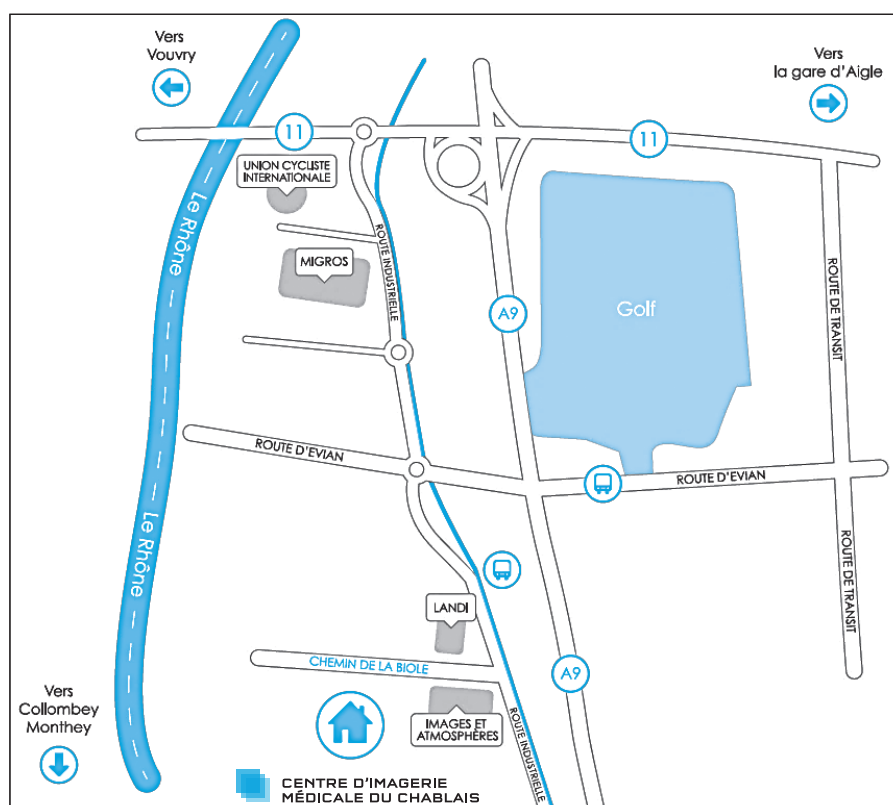 Vers
Vouvry
Vers
la gare d'Aigle
11
11
UNION CYCLISTE
INTERNATIONALE
Le Rhône
ROUTE INDUSTRIELLE
MIGROS
A9
Golf
ROUTE DE TRANSIT
ROUTE D'EVIAN
ROUTE D'EVIAN
Le Rhône
ROUTE DE TRANSIT
LANDI
CHEMIN DE LA BIOLE
A9
Vers
Collombey
Monthey
IMAGES ET
ATMOSPHÈRES
ROUTE INDUSTRIELLE
CENTRE D'IMAGERIE
MÉDICALE DU CHABLAIS